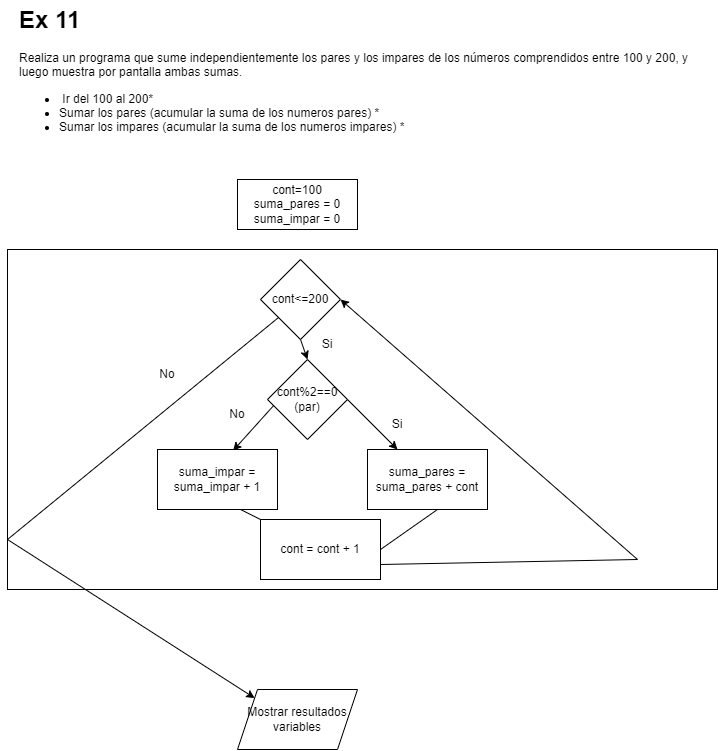 Ex 11
Realiza un programa que sume independientemente los pares y los impares de los números comprendidos entre 100 y 200, y
luego muestra por pantalla ambas sumas.
Ir del 100 al 200*
Sumar los pares (acumular la suma de los numeros pares) *
Sumar los impares (acumular la suma de los numeros impares) *
cont=100
suma_pares = 0
suma_impar = 0
cont<=200
Si
No
cont%2==0
(par)
No
Si
suma_impar =
suma_impar + 1
suma_pares =
suma_pares + cont
cont = cont + 1
Mostrar resultados
variables